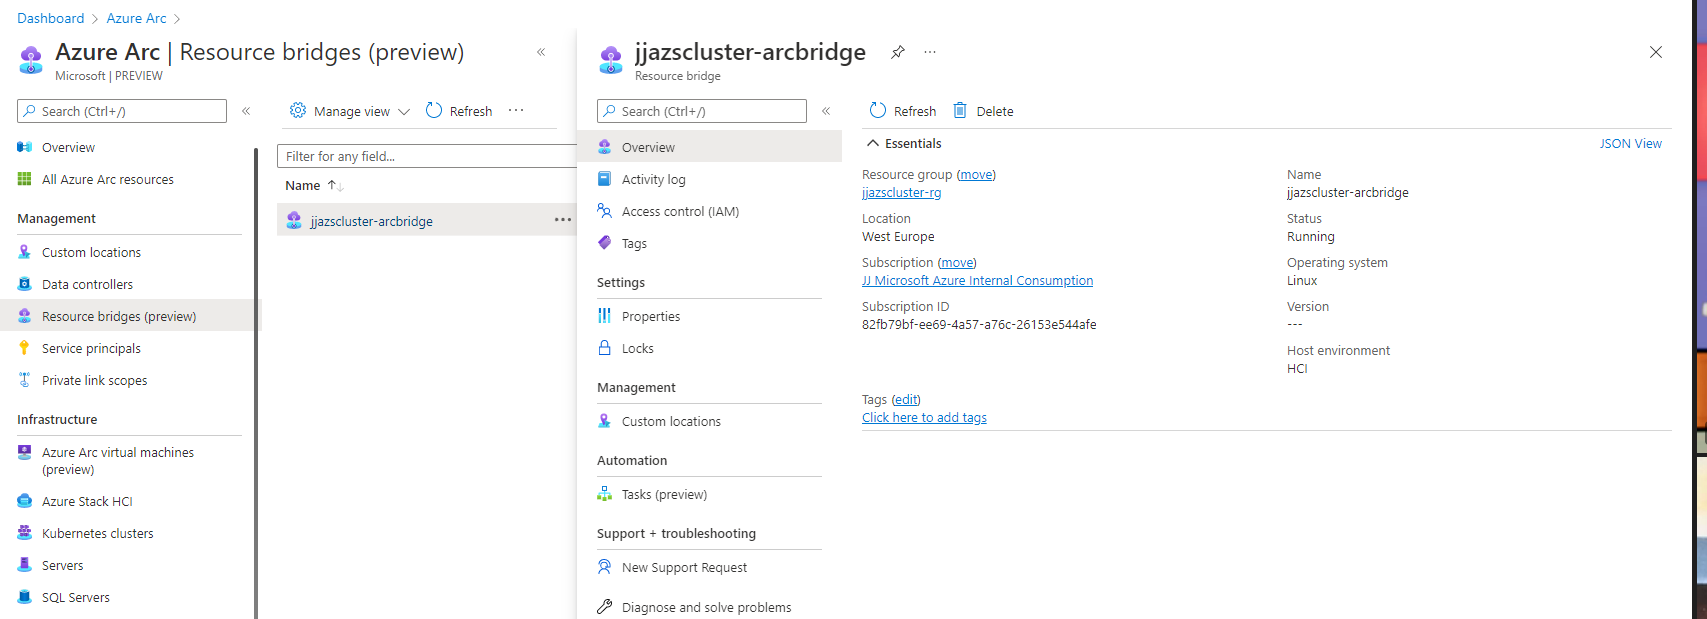 Dashboard > Azure Arc >
Azure Arc | Resource bridges (preview)
Microsoft | PREVIEW
Search (Ctrl+/)
Overview
All Azure Arc resources
Management
Custom locations
Data controllers
Resource bridges (preview)
Service principals
Private link scopes
Infrastructure
Azure Arc virtual machines
(preview)
Azure Stack HCI
Kubernetes clusters
Servers
SQL Servers
Manage view
Refresh
Filter for any field...
Name
jjazscluster-arcbridge
jjazscluster-arcbridge
Resource bridge
Search (Ctrl+/)
Overview
Activity log
Access control (IAM)
Tags
Settings
Properties
Locks
Management
Custom locations
Automation
Tasks (preview)
Support + troubleshooting
New Support Request
Diagnose and solve problems
Refresh
Delete
Essentials
JSON View
Resource group (move)
jjazscluster-rg
Location
West Europe
Subscription (move)
JJ Microsoft Azure Internal Consumption
Subscription ID
82fb79bf-ee69-4a57-a76c-26153e544afe
Name
jjazscluster-arcbridge
Status
Running
Operating system
Linux
Version
---
Host environment
HCI
Tags (edit)
Click here to add tags